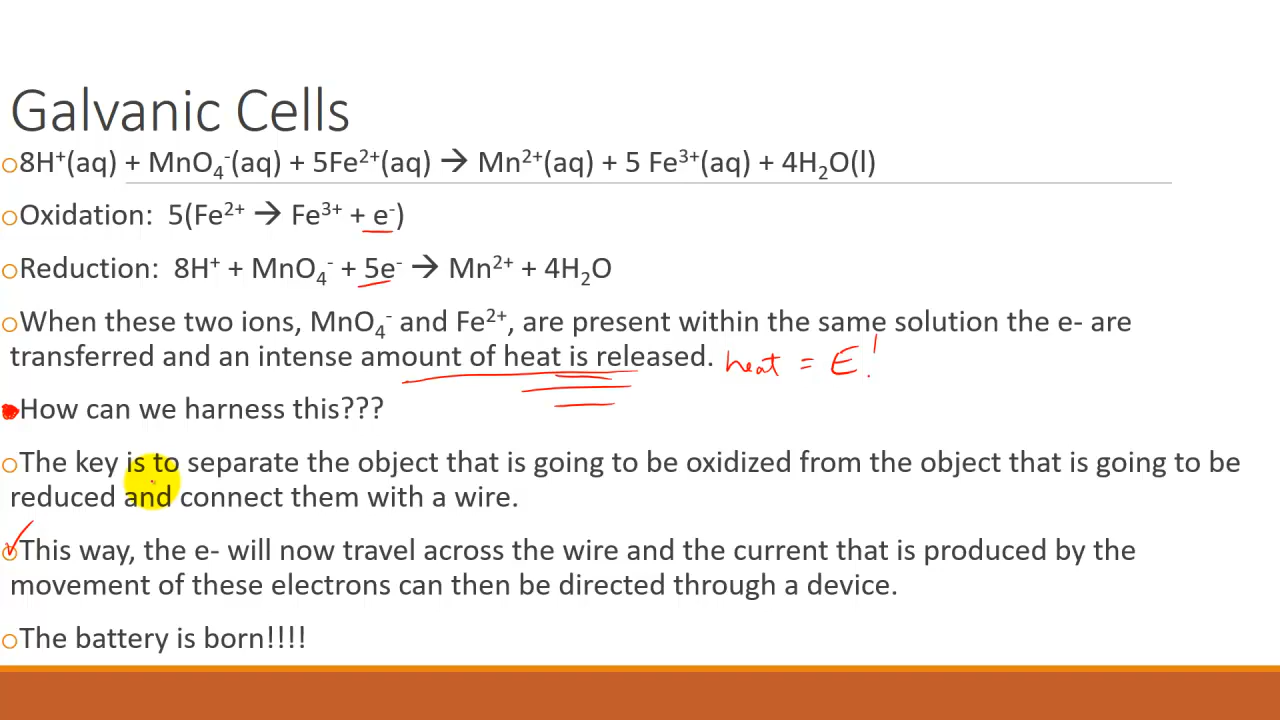 Galvanic Cells
8H⁺(aq) + MnO₄⁻(aq) + 5Fe²⁺(aq) → Mn²⁺(aq) + 5 Fe³⁺(aq) + 4H₂O(l)
Oxidation: 5(Fe²⁺ → Fe³⁺ + e⁻)
Reduction: 8H⁺ + MnO₄⁻ + 5e⁻ → Mn²⁺ + 4H₂O
When these two ions, MnO₄⁻ and Fe²⁺, are present within the same solution the e- are
transferred and an intense amount of heat is released. heat = E!
How can we harness this???
The key is to separate the object that is going to be oxidized from the object that is going to be
reduced and connect them with a wire.
This way, the e- will now travel across the wire and the current that is produced by the
movement of these electrons can then be directed through a device.
The battery is born!!!!